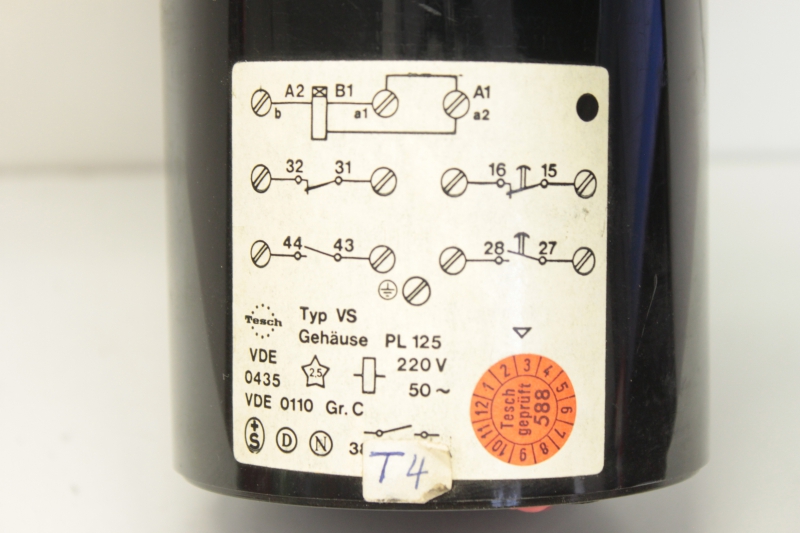 A2 B1 A1
b a1 a2
32 31 16 15
44 43 28 27
Tesch
Typ VS
Gehäuse PL 125
VDE
0435
2,5
220 V
50 ~
VDE 0110 Gr. C
+S D N
T4
1 2 3 4 5 6 7 8 9 10 11 12
Tesch
geprüft
588